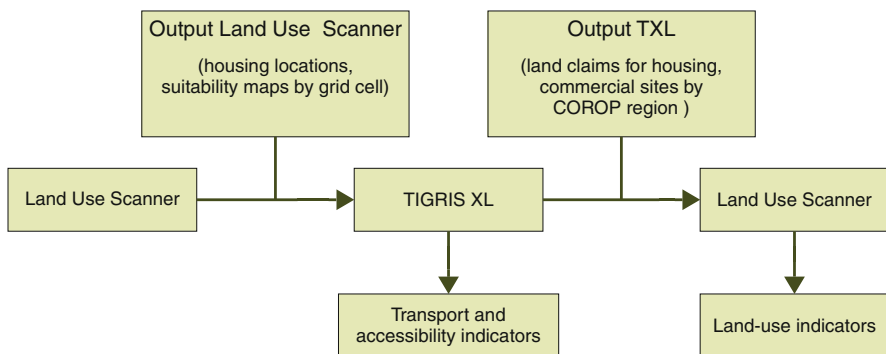 Output Land Use Scanner
(housing locations,
suitability maps by grid cell)
Output TXL
(land claims for housing,
commercial sites by
COROP region )
Land Use Scanner
TIGRIS XL
Land Use Scanner
Transport and
accessibility indicators
Land-use indicators